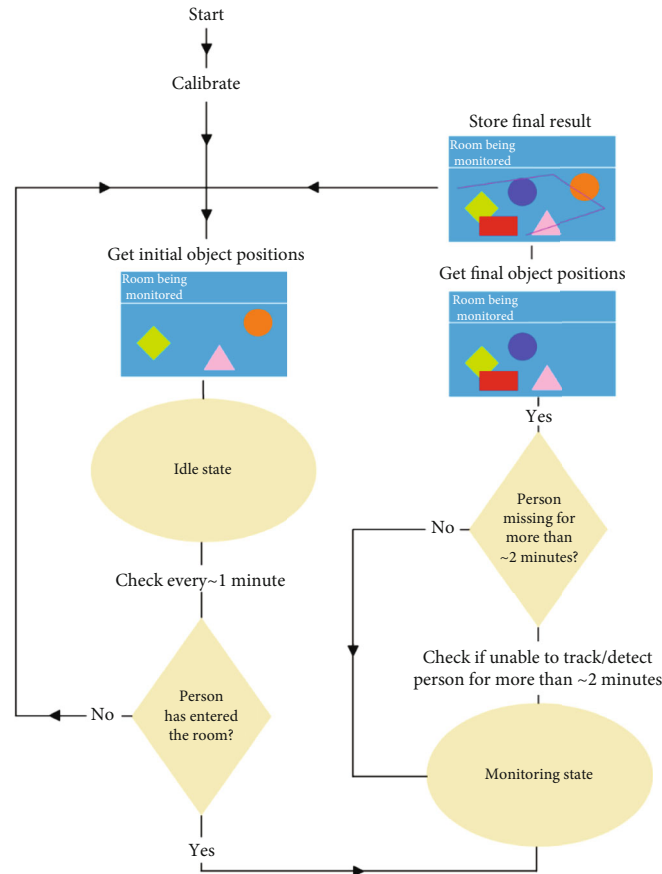 Start
Calibrate
Get initial object positions
Room being
monitored
Idle state
Check every~1 minute
Person
has entered
the room?
No
Yes
Store final result
Room being
monitored
Get final object positions
Room being
monitored
Yes
Person
missing for
more than
~2 minutes?
No
Check if unable to track/detect
person for more than ~2 minutes
Monitoring state